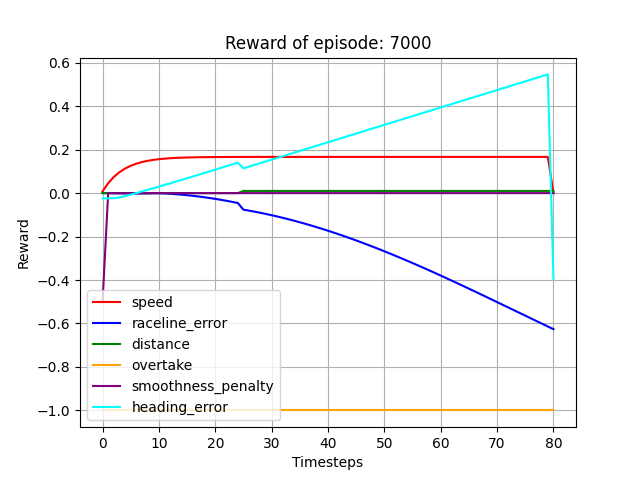 Reward of episode: 7000
0.6
0.4
0.2
0.0
−0.2
−0.4
−0.6
−0.8
−1.0
Reward
speed
raceline_error
distance
overtake
smoothness_penalty
heading_error
0 10 20 30 40 50 60 70 80
Timesteps